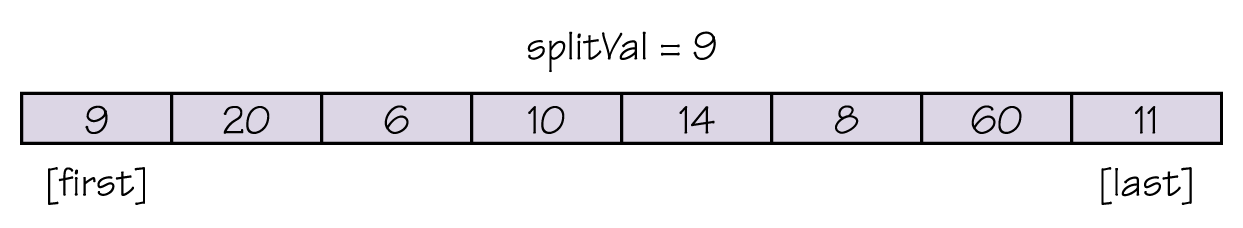 splitVal = 9
9 20 6 10 14 8 60 11
[first] [last]